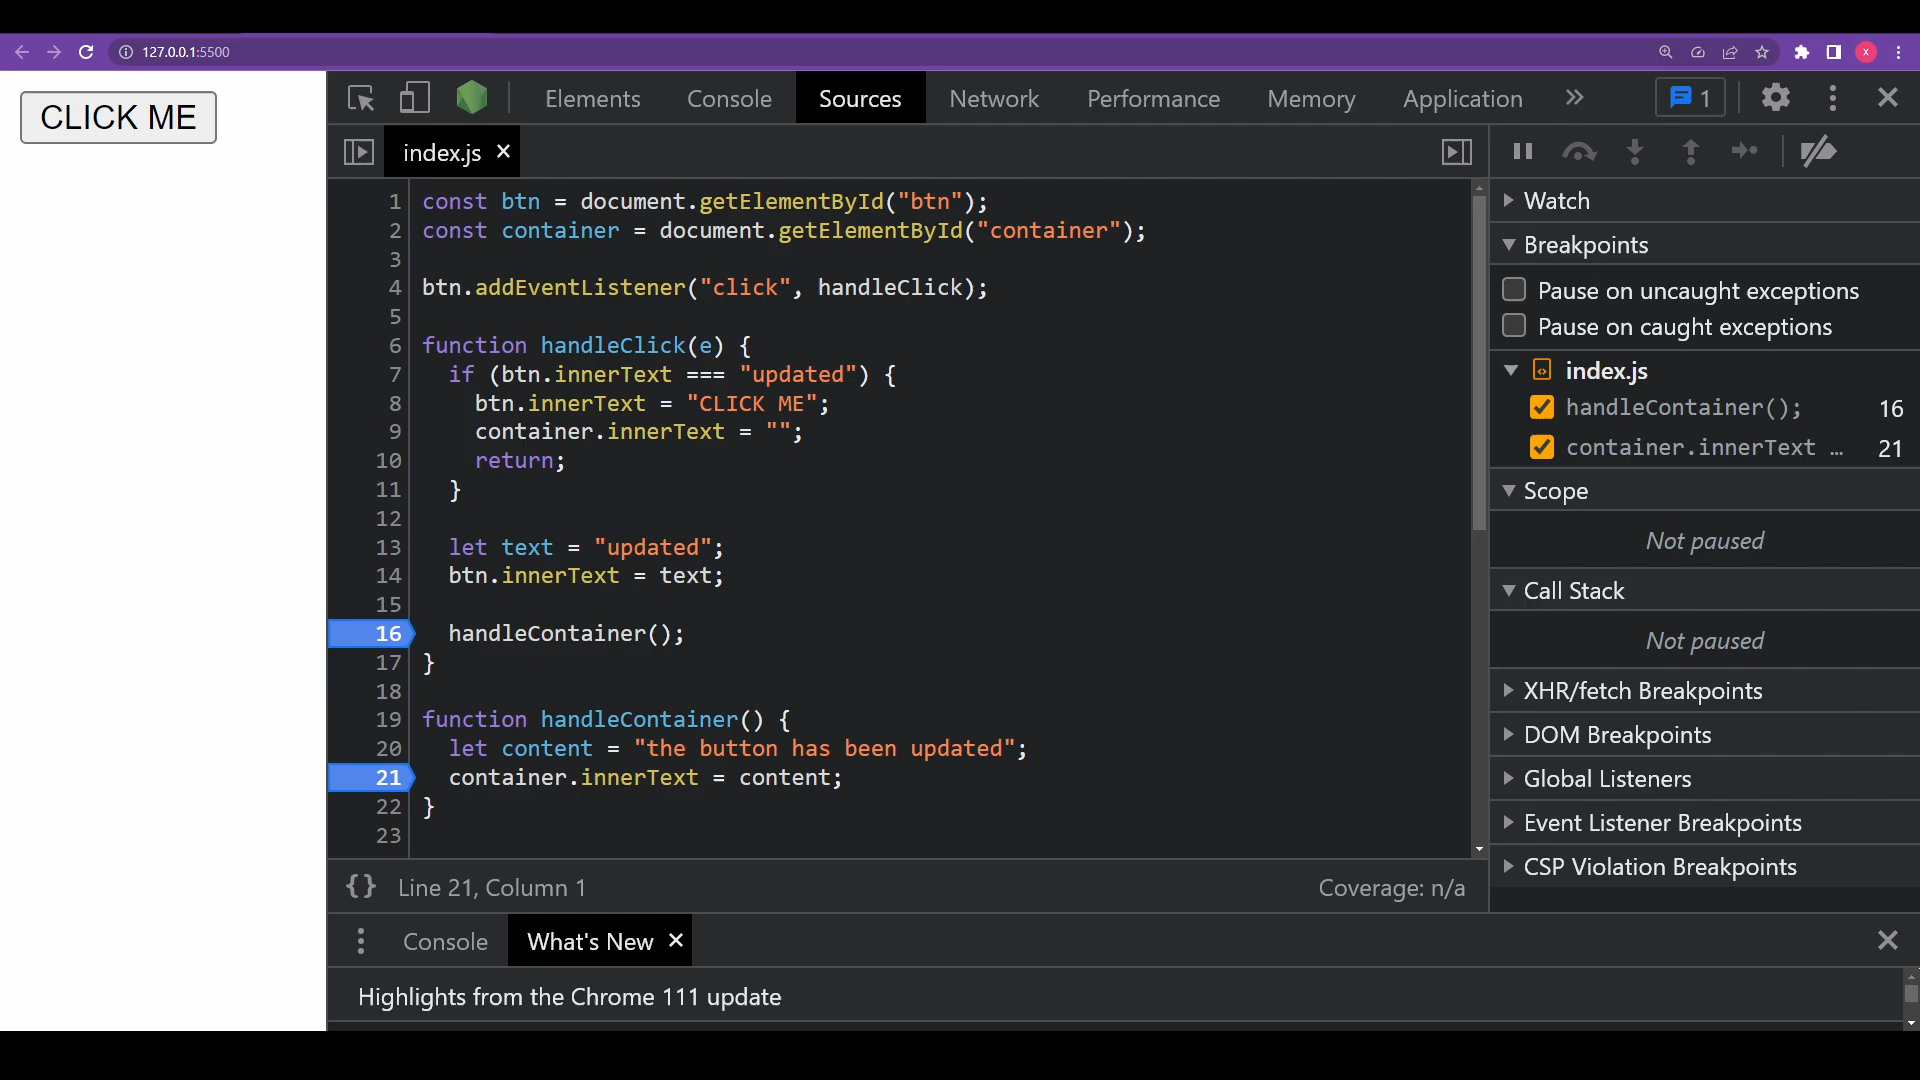 127.0.0.1:5500
x
CLICK ME
Elements Console Sources Network Performance Memory Application 1
index.js
1 const btn = document.getElementById("btn");
2 const container = document.getElementById("container");
3
4 btn.addEventListener("click", handleClick);
5
6 function handleClick(e) {
7 if (btn.innerText === "updated") {
8 btn.innerText = "CLICK ME";
9 container.innerText = "";
10 return;
11 }
12
13 let text = "updated";
14 btn.innerText = text;
15
16 handleContainer();
17 }
18
19 function handleContainer() {
20 let content = "the button has been updated";
21 container.innerText = content;
22 }
23
{} Line 21, Column 1 Coverage: n/a
Watch
Breakpoints
Pause on uncaught exceptions
Pause on caught exceptions
index.js
handleContainer(); 16
container.innerText … 21
Scope
Not paused
Call Stack
Not paused
XHR/fetch Breakpoints
DOM Breakpoints
Global Listeners
Event Listener Breakpoints
CSP Violation Breakpoints
Console What's New
Highlights from the Chrome 111 update